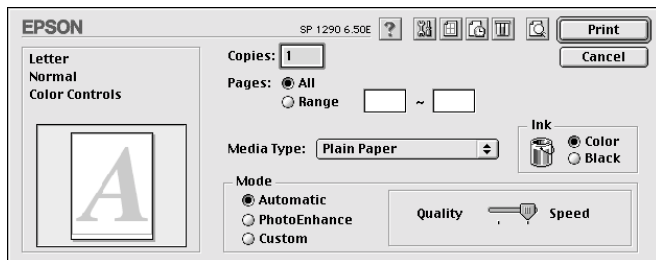 EPSON
SP 1290 6.50E
?
Print
Cancel
Letter
Normal
Color Controls
A
Copies: 1
Pages: All
Range ~
Media Type: Plain Paper
Ink
Color
Black
Mode
Automatic
PhotoEnhance
Custom
Quality Speed